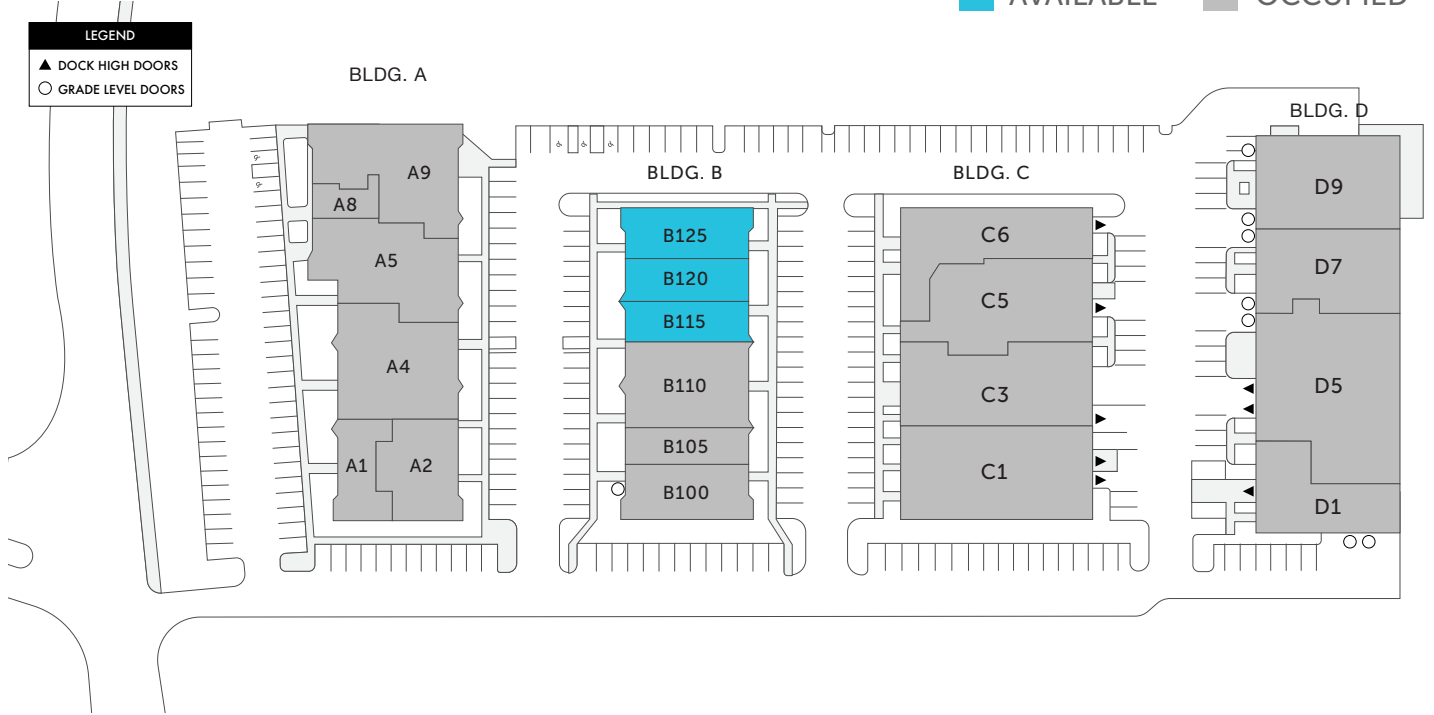 AVAILABLE
OCCUPIED
LEGEND
DOCK HIGH DOORS
GRADE LEVEL DOORS
BLDG. A
BLDG. B
BLDG. C
BLDG. D
A9
A8
A5
A4
A1
A2
B125
B120
B115
B110
B105
B100
C6
C5
C3
C1
D9
D7
D5
D1